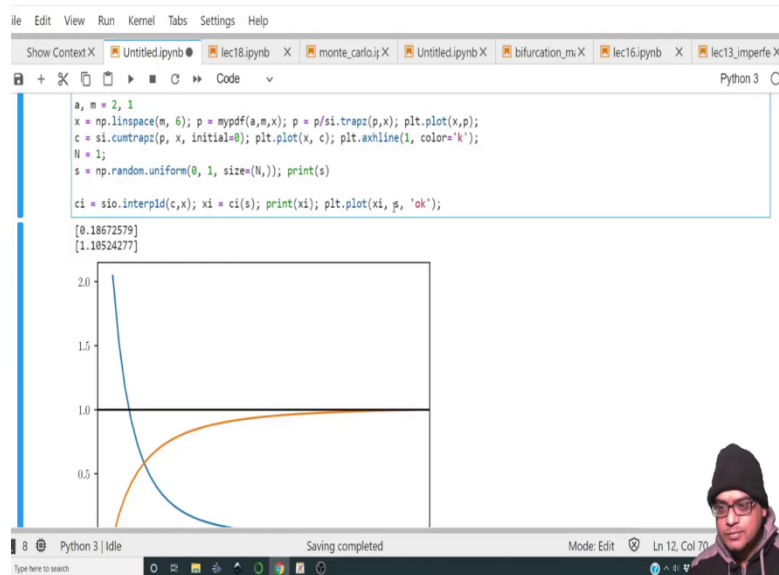 ile Edit View Run Kernel Tabs Settings Help
Show Context X Untitled.ipynb ● lec18.ipynb X monte_carlo.ip X Untitled.ipynb X bifurcation_ma X lec16.ipynb X lec13_imperfe X
Code Python 3
a, m = 2, 1
x = np.linspace(m, 6); p = mypdf(a,m,x); p = p/si.trapz(p,x); plt.plot(x,p);
c = si.cumtrapz(p, x, initial=0); plt.plot(x, c); plt.axhline(1, color='k');
N = 1;
s = np.random.uniform(0, 1, size=(N,)); print(s)
ci = sio.interp1d(c,x); xi = ci(s); print(xi); plt.plot(xi, s, 'ok');
[0.18672579]
[1.10524277]
2.0
1.5
1.0
0.5
8 Python 3 | Idle Saving completed Mode: Edit Ln 12, Col 70
Type here to search